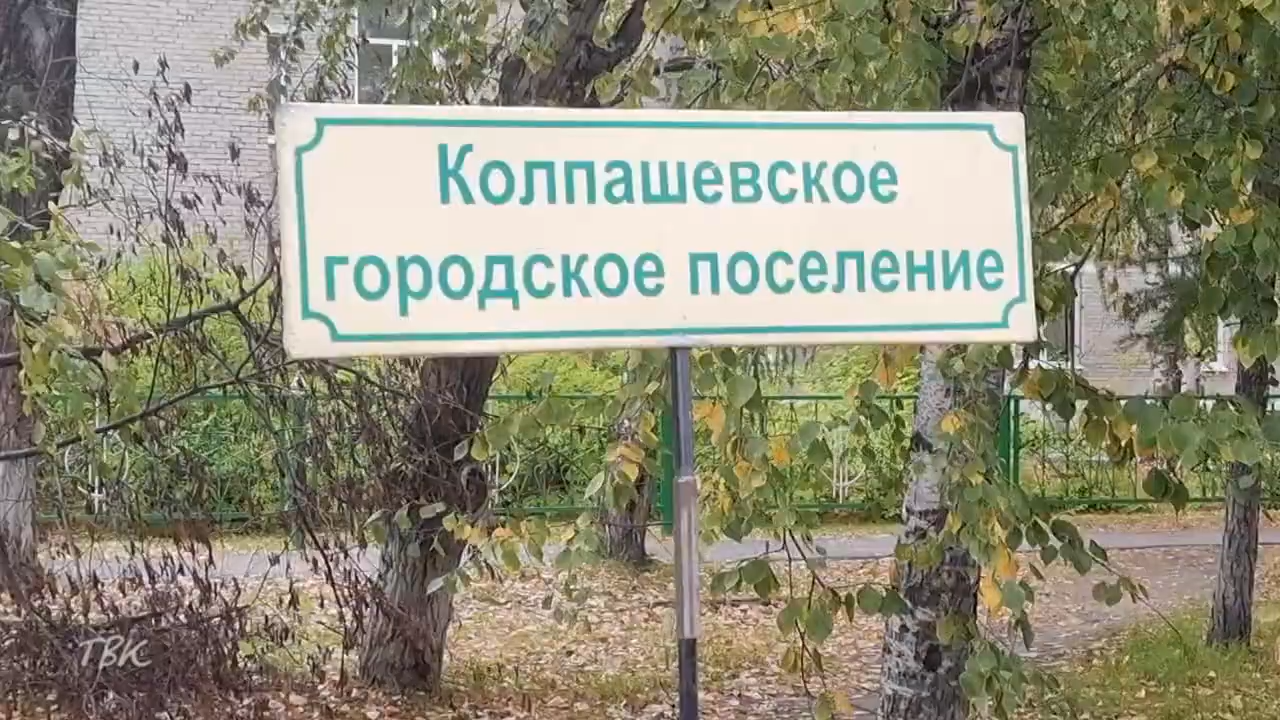 Колпашевское
городское поселение
ТВК